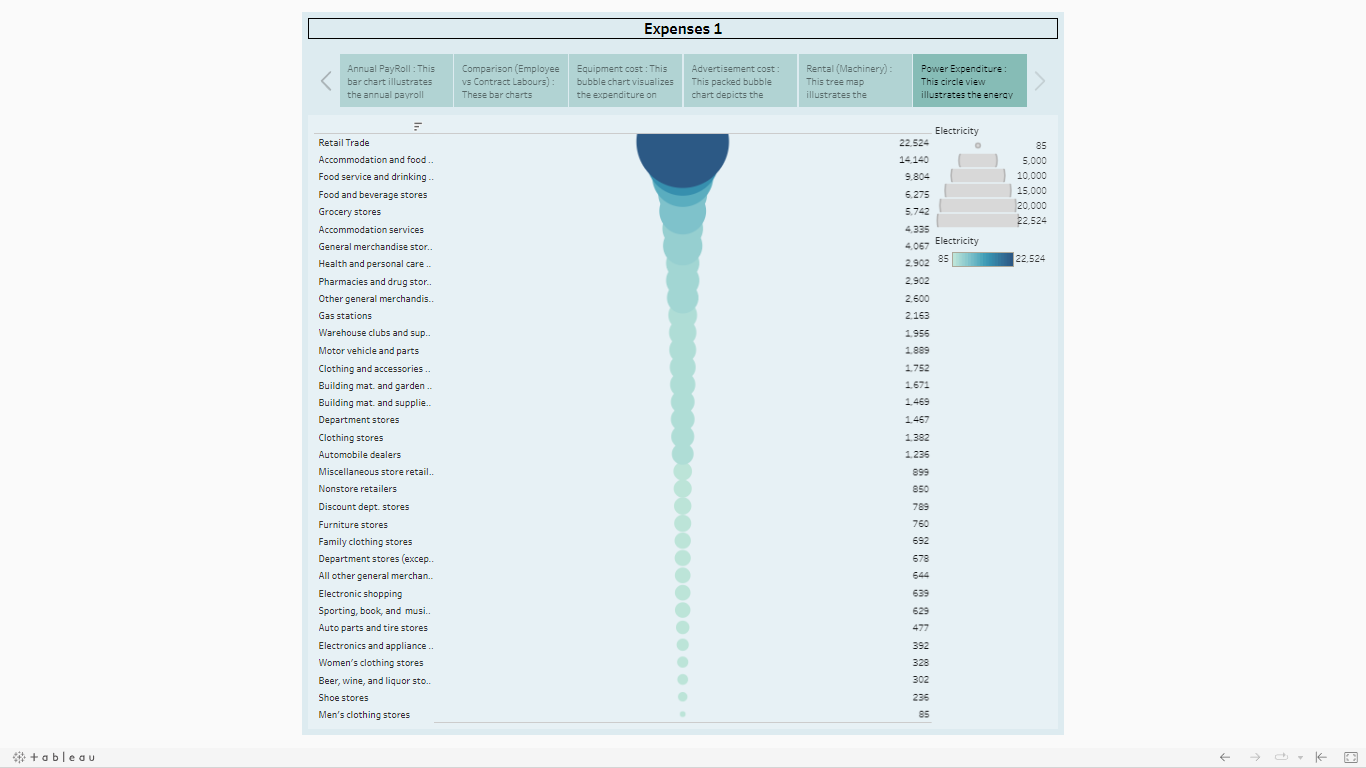 Expenses 1
Annual PayRoll : This
bar chart illustrates
the annual payroll
Comparison (Employee
vs Contract Labours) :
These bar charts
Equipment cost : This
bubble chart visualizes
the expenditure on
Advertisement cost :
This packed bubble
chart depicts the
Rental (Machinery) :
This tree map
illustrates the
Power Expenditure :
This circle view
illustrates the energy
Retail Trade 22,524
Accommodation and food .. 14,140
Food service and drinking .. 9,804
Food and beverage stores 6,275
Grocery stores 5,742
Accommodation services 4,335
General merchandise stor.. 4,067
Health and personal care .. 2,902
Pharmacies and drug stor.. 2,902
Other general merchandis.. 2,600
Gas stations 2,163
Warehouse clubs and sup.. 1,956
Motor vehicle and parts 1,889
Clothing and accessories .. 1,752
Building mat. and garden .. 1,671
Building mat. and supplie.. 1,469
Department stores 1,467
Clothing stores 1,382
Automobile dealers 1,236
Miscellaneous store retail.. 899
Nonstore retailers 850
Discount dept. stores 789
Furniture stores 760
Family clothing stores 692
Department stores (excep.. 678
All other general merchan.. 644
Electronic shopping 639
Sporting, book, and musi.. 629
Auto parts and tire stores 477
Electronics and appliance .. 392
Women's clothing stores 328
Beer, wine, and liquor sto.. 302
Shoe stores 236
Men's clothing stores 85
Electricity
85
5,000
10,000
15,000
20,000
22,524
Electricity
85 22,524
+ableau